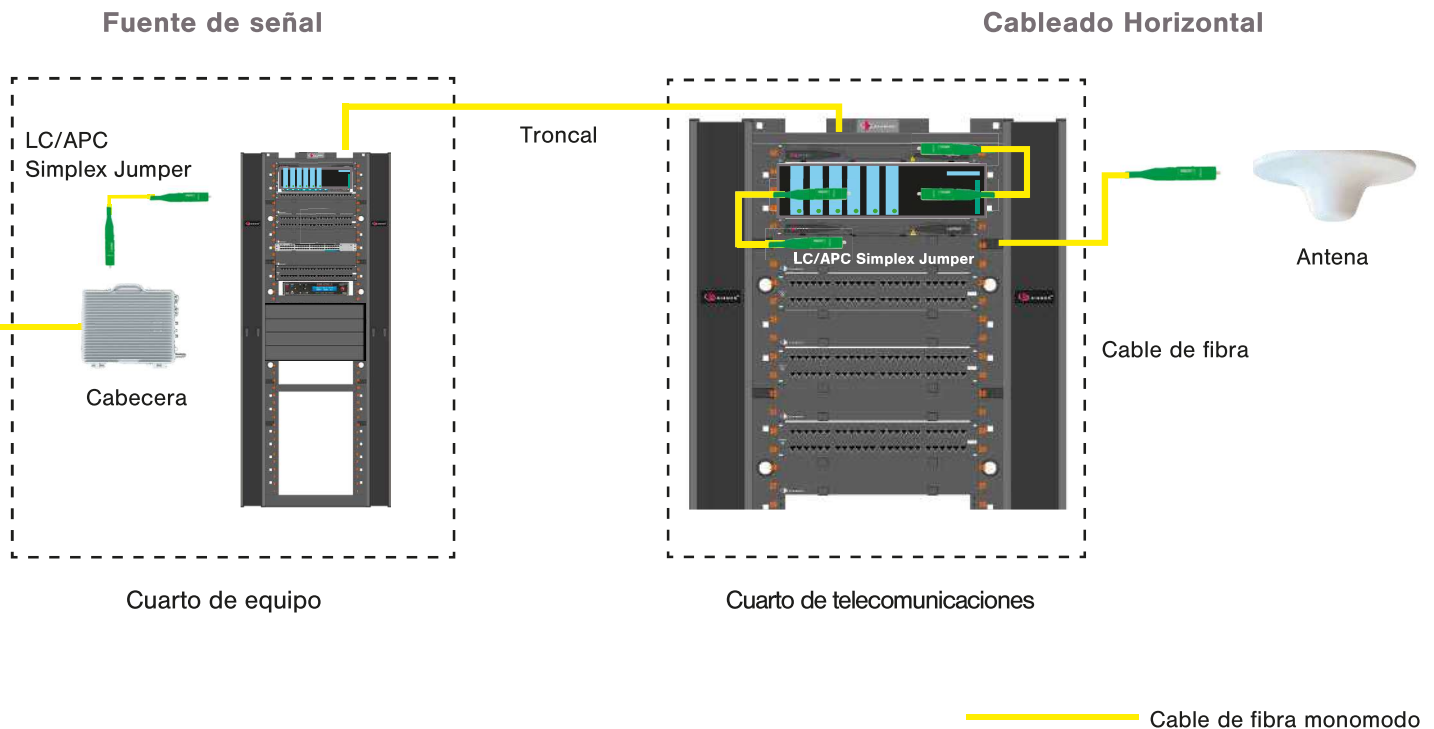 Fuente de señal
Cableado Horizontal
LC/APC
Simplex Jumper
Troncal
LC/APC Simplex Jumper
Antena
Cable de fibra
Cabecera
Cuarto de equipo
Cuarto de telecomunicaciones
Cable de fibra monomodo